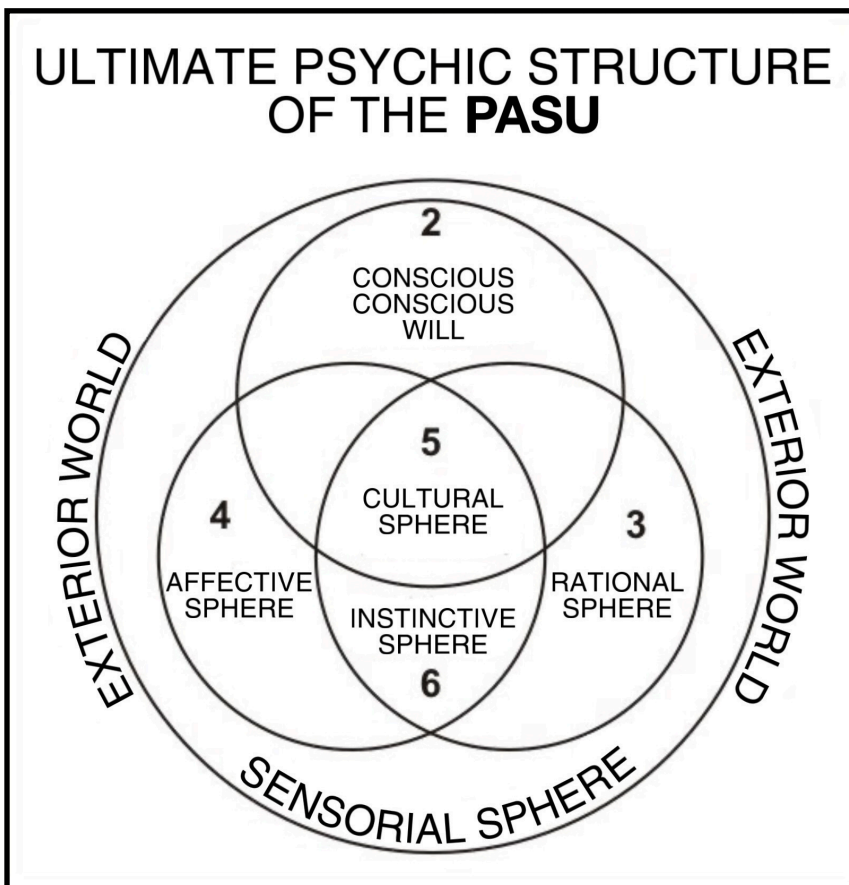 ULTIMATE PSYCHIC STRUCTURE
OF THE PASU
2
CONSCIOUS
CONSCIOUS
WILL
EXTERIOR WORLD
EXTERIOR WORLD
5
CULTURAL
SPHERE
4
AFFECTIVE
SPHERE
3
RATIONAL
SPHERE
INSTINCTIVE
SPHERE
6
SENSORIAL SPHERE